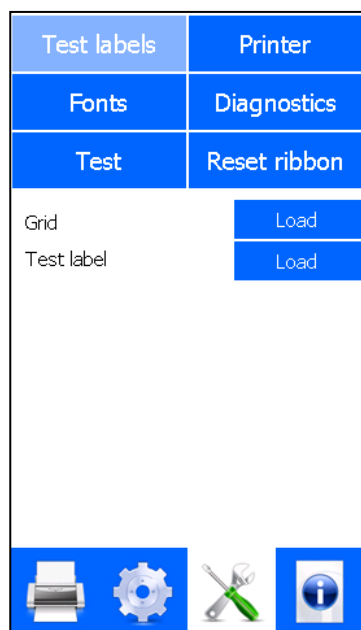 Test labels Printer
Fonts Diagnostics
Test Reset ribbon
Grid Load
Test label Load